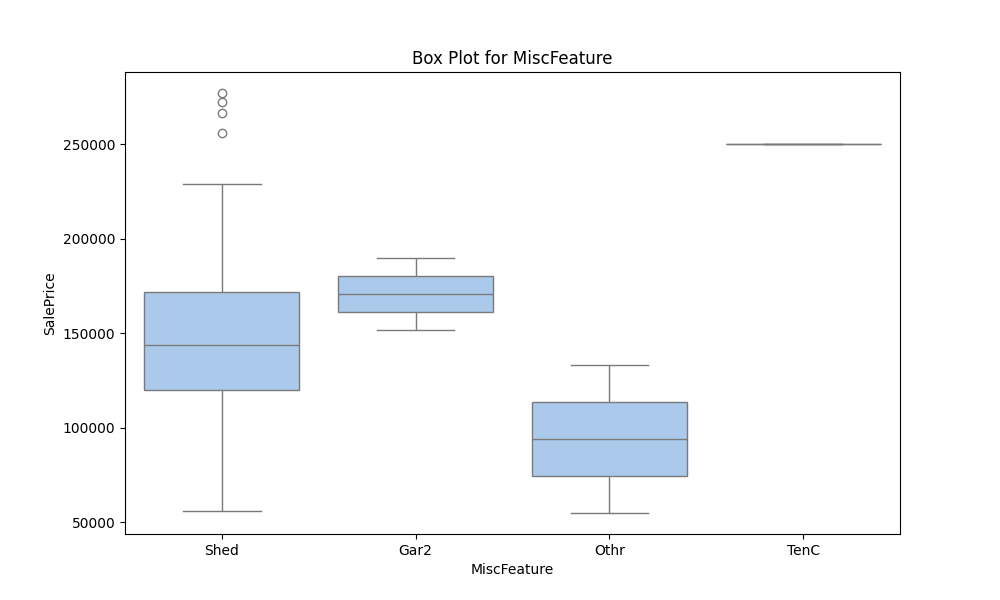 Box Plot for MiscFeature
SalePrice
250000
200000
150000
100000
50000
Shed Gar2 Othr TenC
MiscFeature